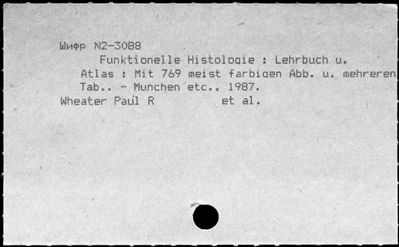 Шифр N2-3088
Funktionelle Histologie : Lehrbuch u.
Atlas : Mit 769 meist farbigen Abb. u. mehreren
Tab.. - Munchen etc., 1987.
Wheater Paul R et al.